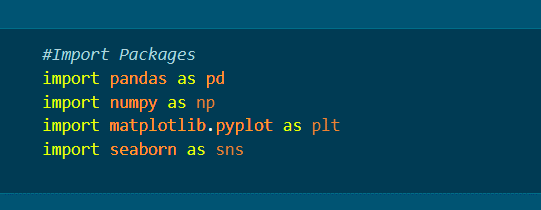 #Import Packages
import pandas as pd
import numpy as np
import matplotlib.pyplot as plt
import seaborn as sns